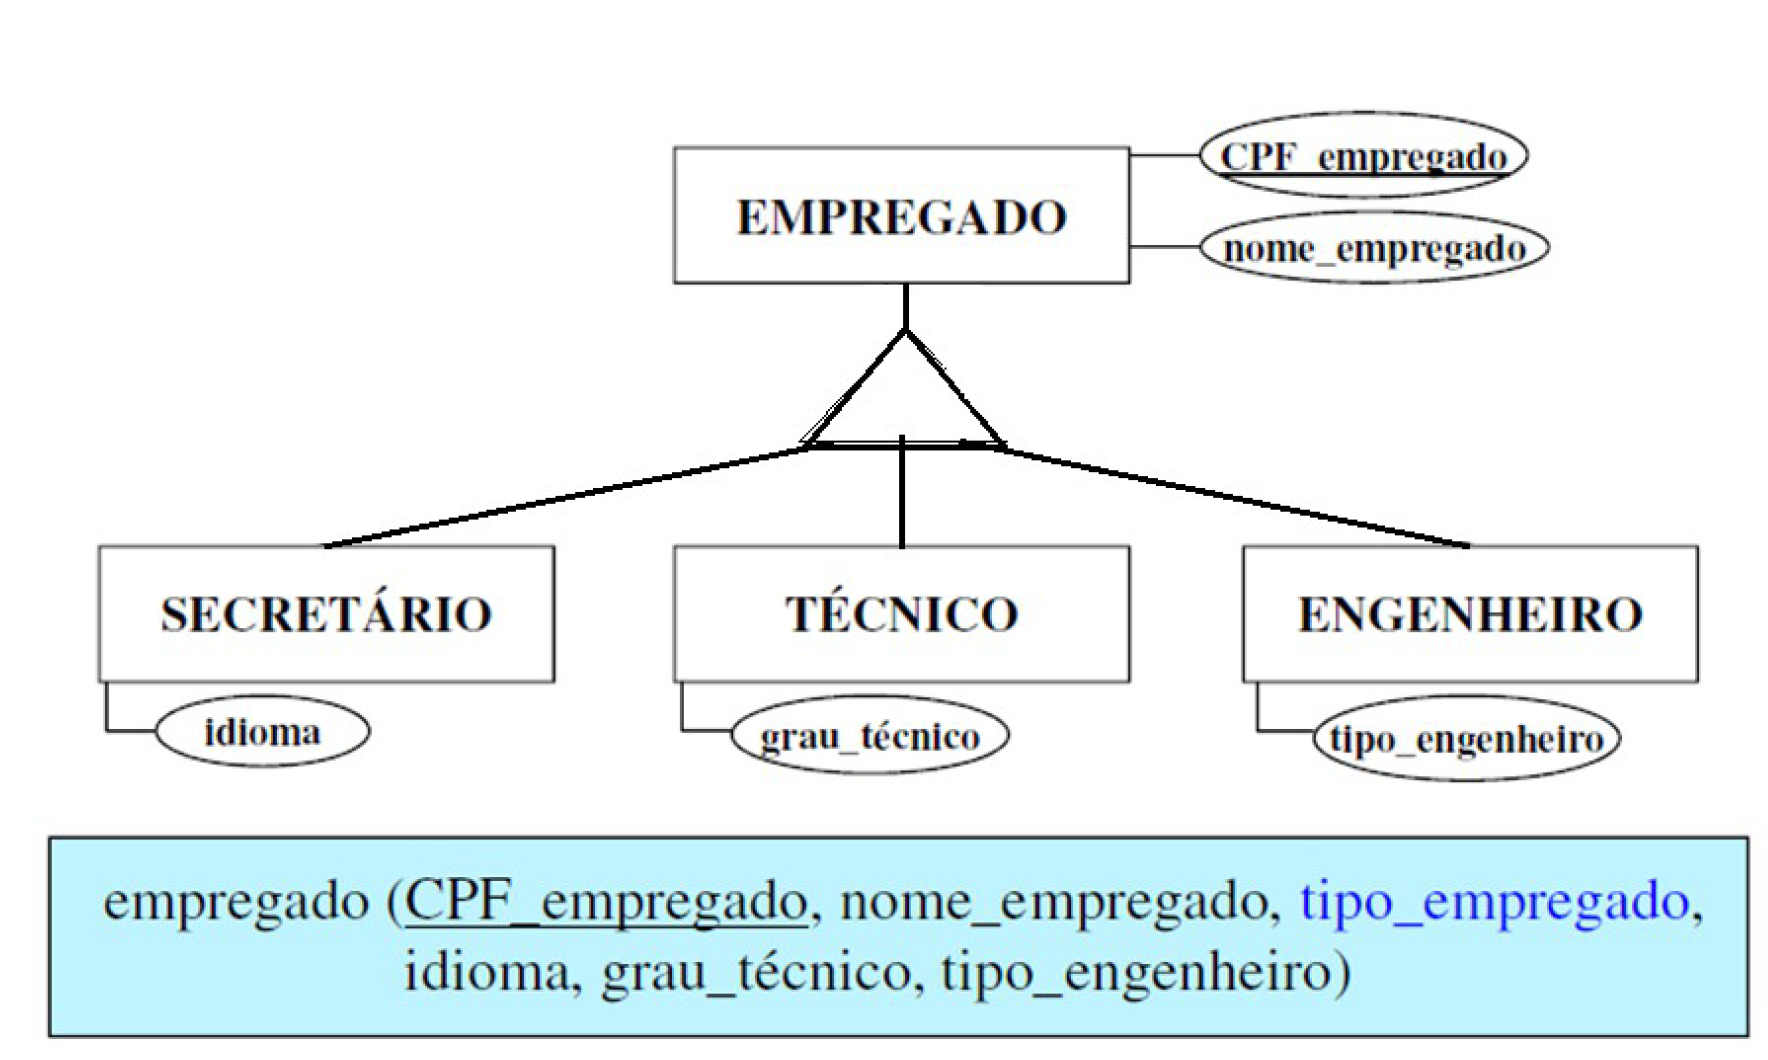 CPF_empregado
EMPREGADO
nome_empregado
SECRETÁRIO
TÉCNICO
ENGENHEIRO
idioma
grau_técnico
tipo_engenheiro
empregado (CPF_empregado, nome_empregado, tipo_empregado,
idioma, grau_técnico, tipo_engenheiro)